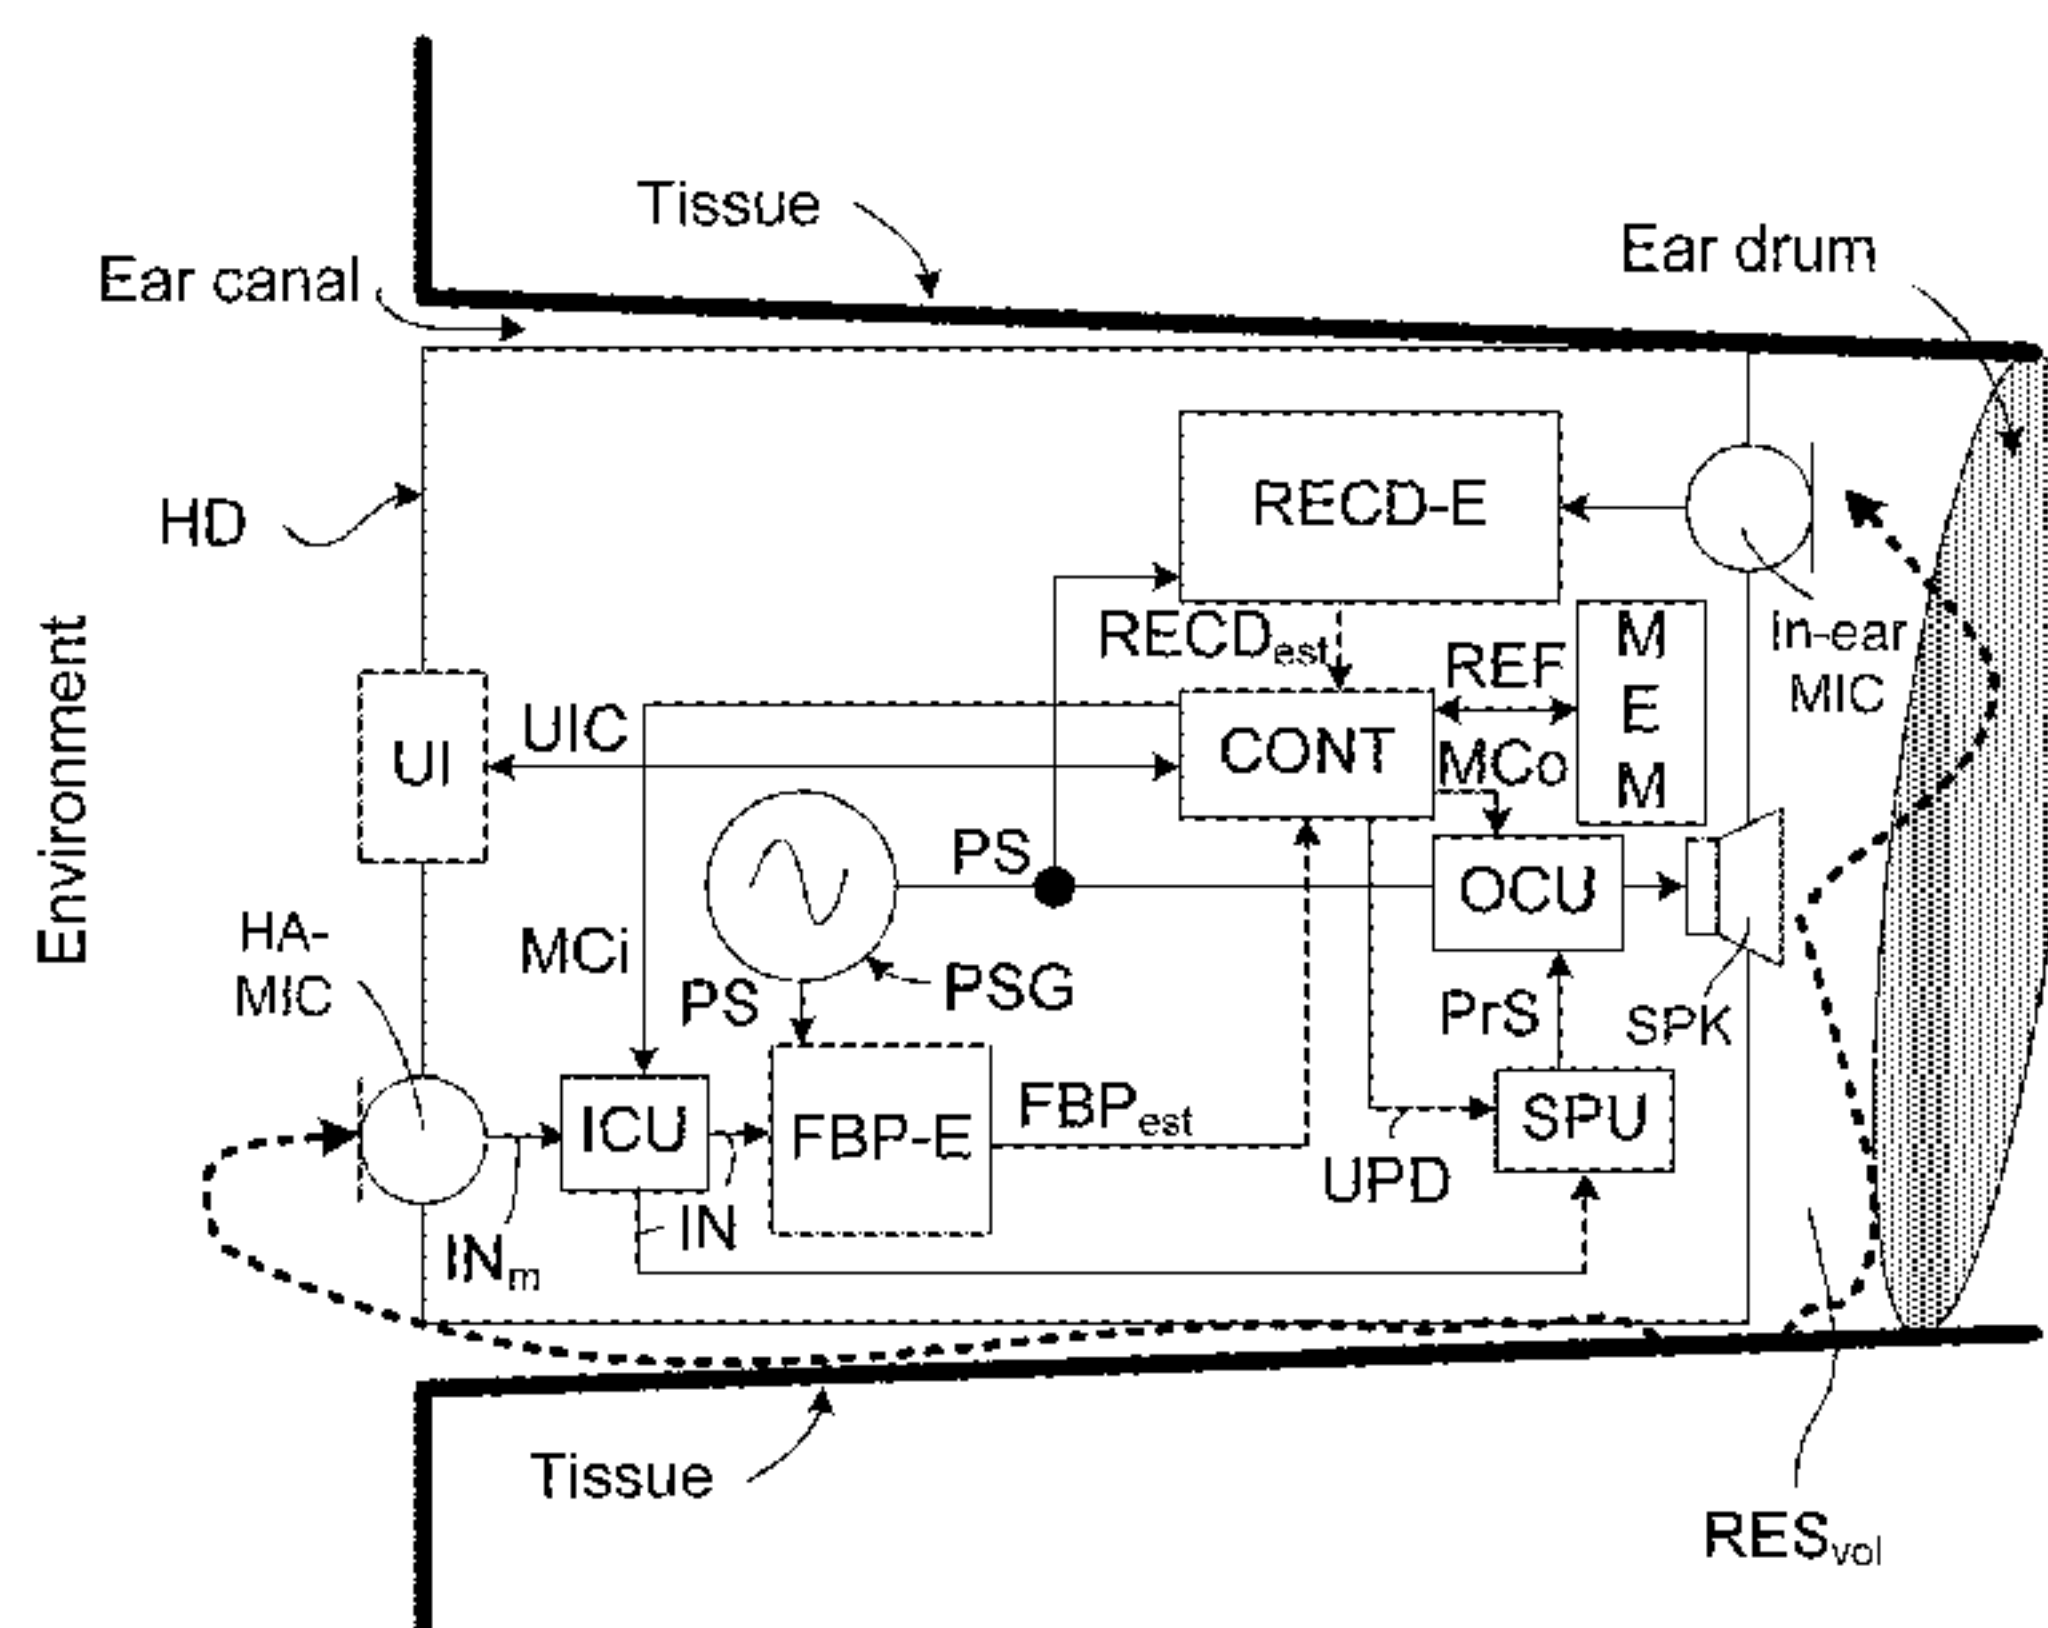 Tissue
Ear drum
Ear canal
RECD-E
HD
Environment
RECDest
REF
M
E
M
in-ear
MIC
UI
UIC
CONT
MCo
PS
OCU
HA-
MIC
MCi
PS
PSG
PrS
SPK
ICU
FBP-E
FBPest
SPU
UPD
IN
INm
Tissue
RESvol